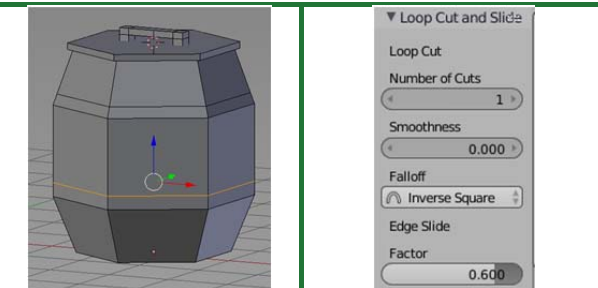 Loop Cut and Slide
Loop Cut
Number of Cuts
1
Smoothness
0.000
Falloff
Inverse Square
Edge Slide
Factor
0.600